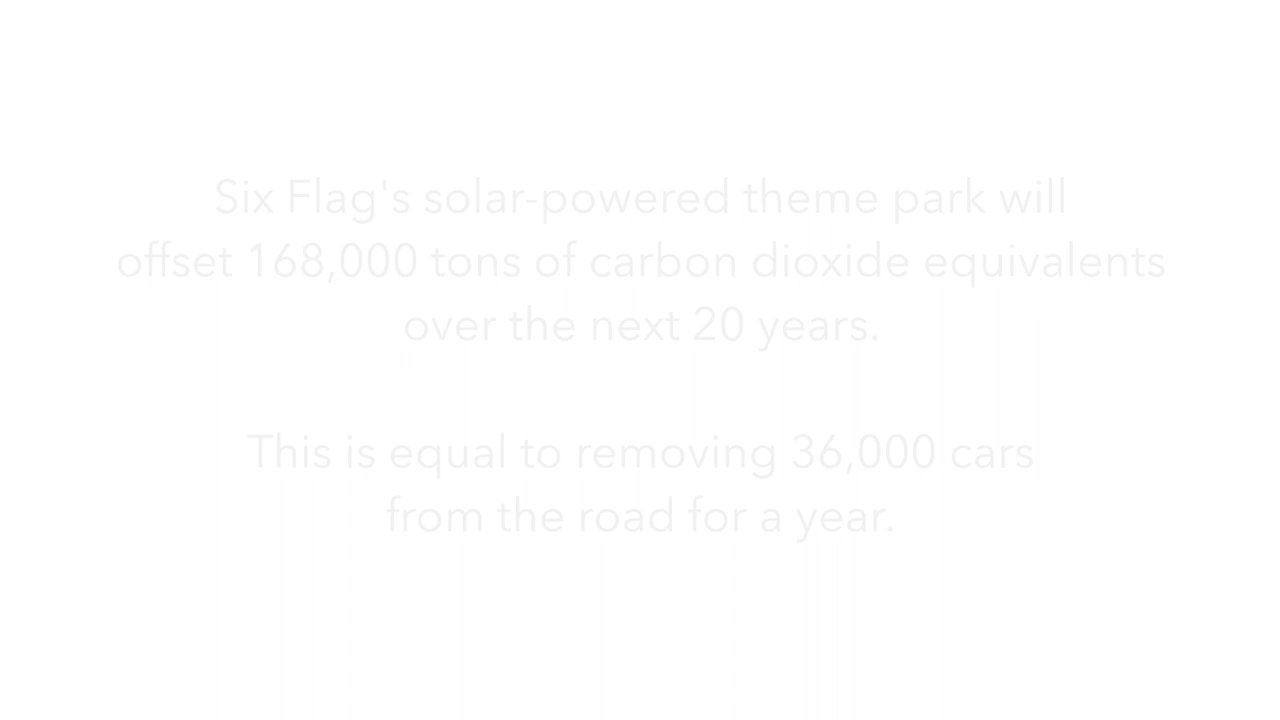 Six Flag's solar-powered theme park will
offset 168,000 tons of carbon dioxide equivalents
over the next 20 years.
This is equal to removing 36,000 cars
from the road for a year.